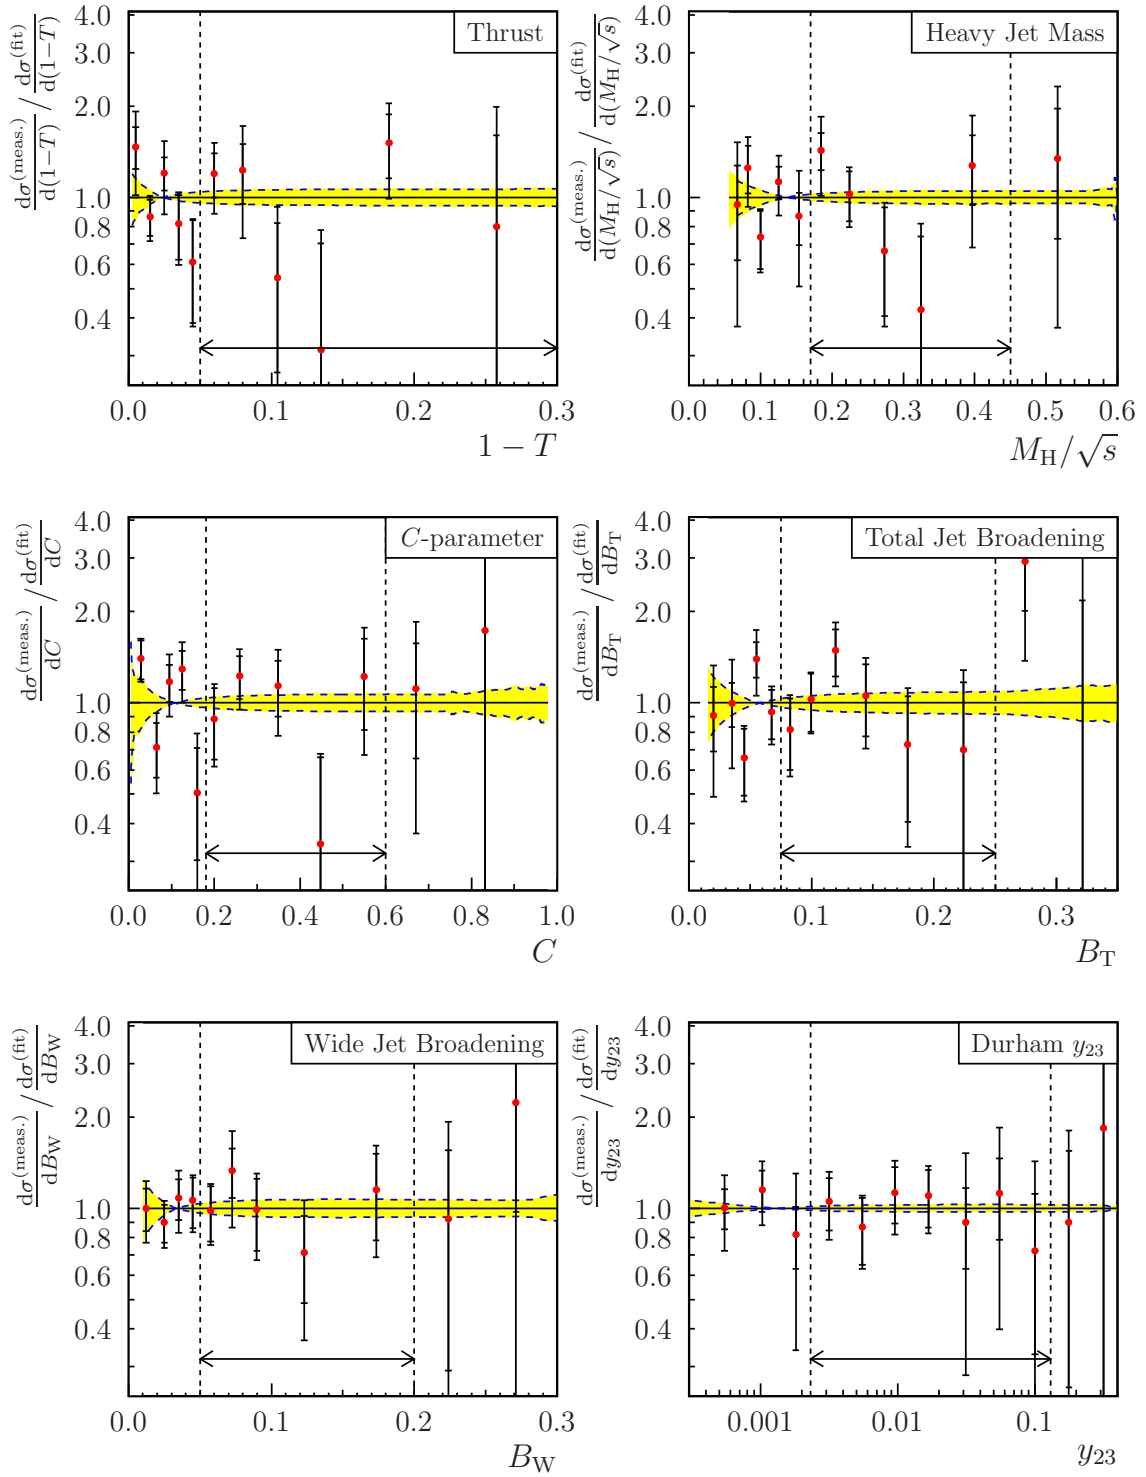 Thrust
dσ(meas.)/d(1−T) / dσ(fit)/d(1−T)
4.0
3.0
2.0
1.0
0.8
0.6
0.4
0.0 0.1 0.2 0.3
1 − T
Heavy Jet Mass
dσ(meas.)/d(M_H/√s) / dσ(fit)/d(M_H/√s)
4.0
3.0
2.0
1.0
0.8
0.6
0.4
0.0 0.1 0.2 0.3 0.4 0.5 0.6
M_H/√s
C-parameter
dσ(meas.)/dC / dσ(fit)/dC
4.0
3.0
2.0
1.0
0.8
0.6
0.4
0.0 0.2 0.4 0.6 0.8 1.0
C
Total Jet Broadening
dσ(meas.)/dB_T / dσ(fit)/dB_T
4.0
3.0
2.0
1.0
0.8
0.6
0.4
0.0 0.1 0.2 0.3
B_T
Wide Jet Broadening
dσ(meas.)/dB_W / dσ(fit)/dB_W
4.0
3.0
2.0
1.0
0.8
0.6
0.4
0.0 0.1 0.2 0.3
B_W
Durham y_23
dσ(meas.)/dy_23 / dσ(fit)/dy_23
4.0
3.0
2.0
1.0
0.8
0.6
0.4
0.001 0.01 0.1
y_23